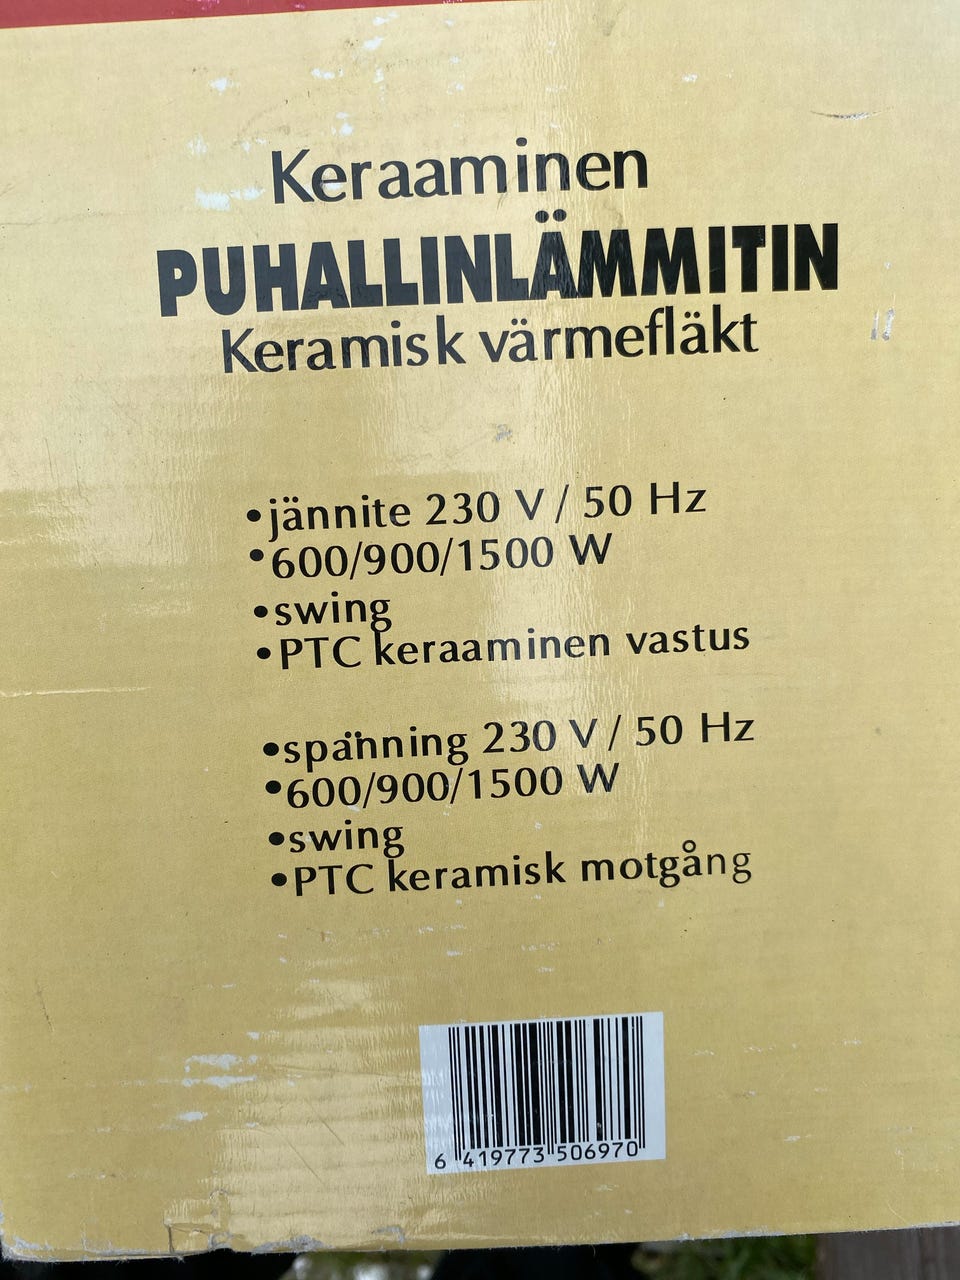 Keraaminen
PUHALLINLÄMMITIN
Keramisk värmefläkt
•jännite 230 V / 50 Hz
•600/900/1500 W
•swing
•PTC keraaminen vastus
•spänning 230 V / 50 Hz
•600/900/1500 W
•swing
•PTC keramisk motgång
6 419773 506970